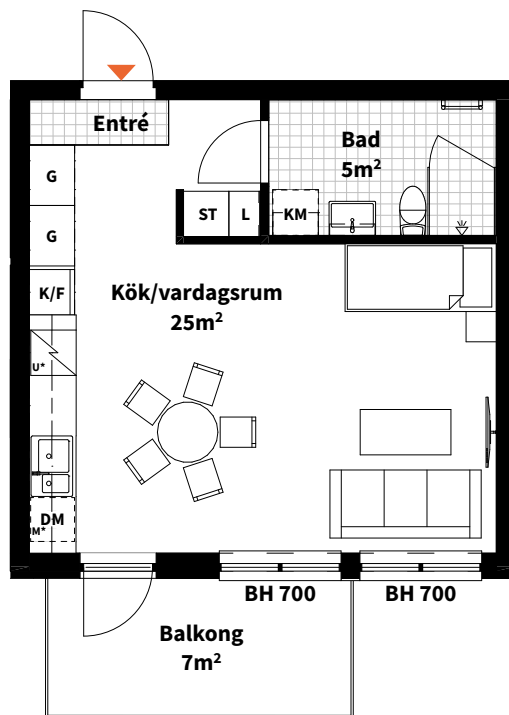 Entré
Bad
5m²
G
ST
L
KM
G
K/F
Kök/vardagsrum
25m²
U*
DM
M*
BH 700
BH 700
Balkong
7m²